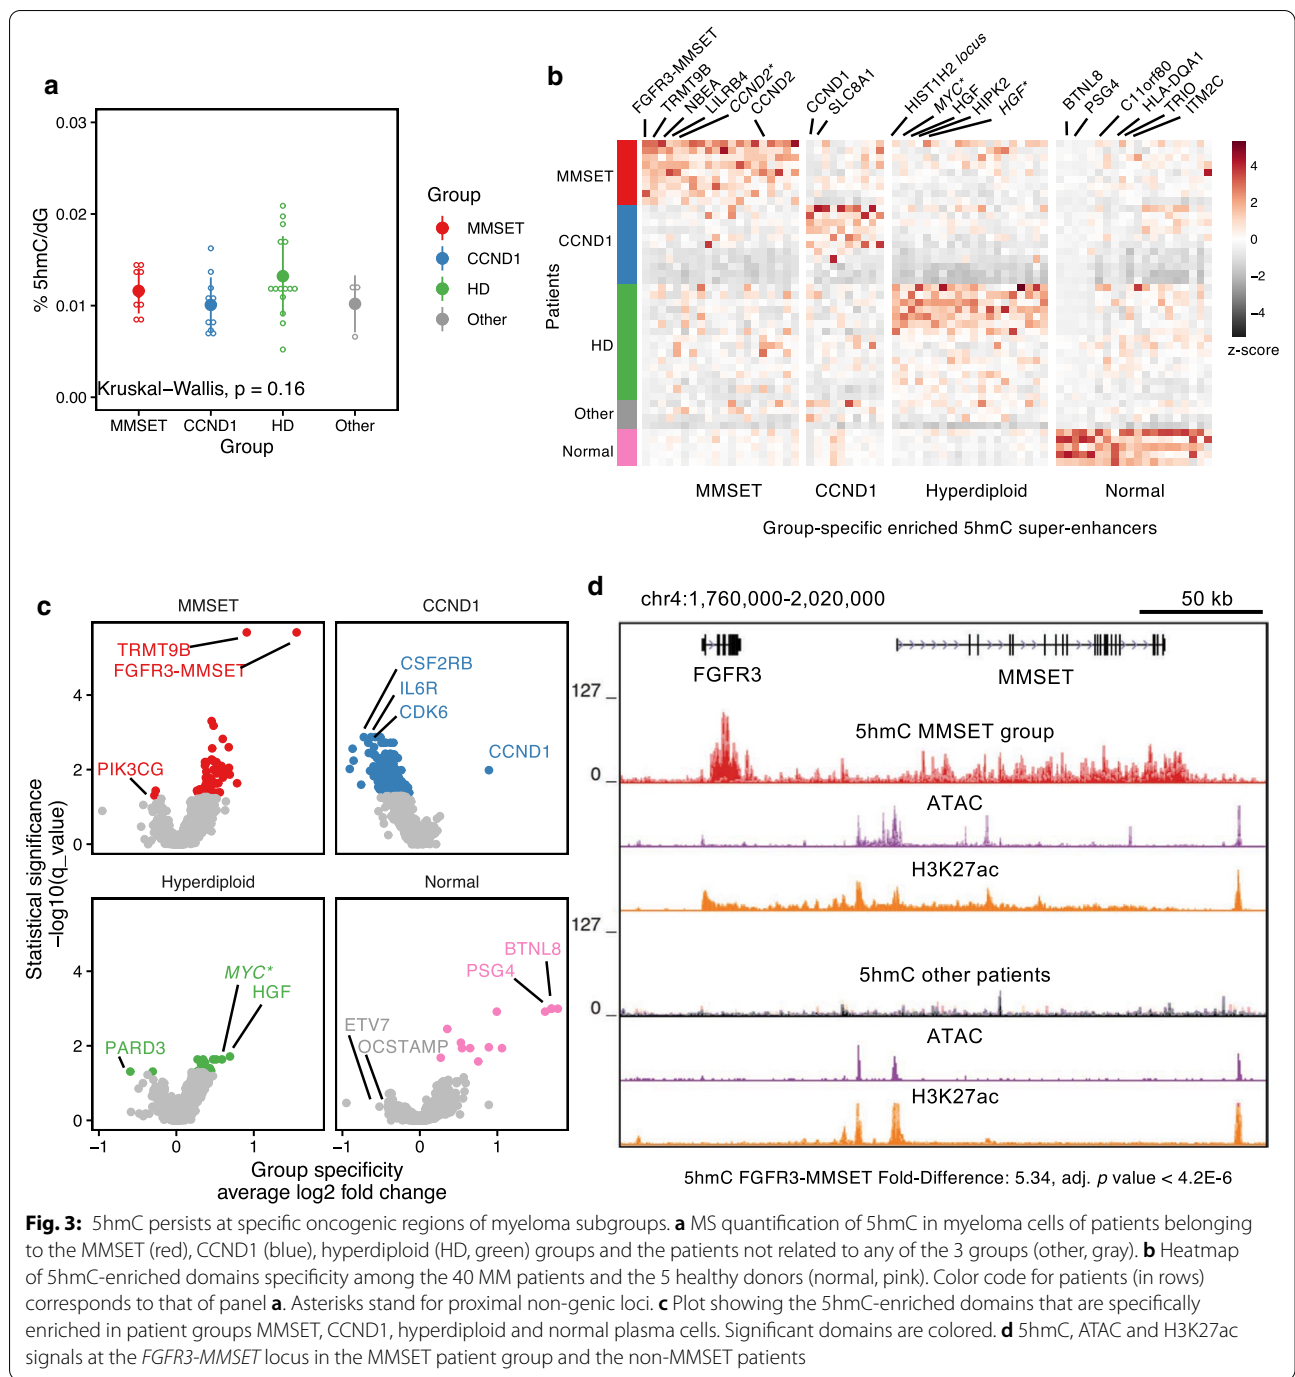 a
0.03
0.02
0.01
0.00
% 5hmC/dG
Kruskal–Wallis, p = 0.16
MMSET CCND1 HD Other
Group
Group
MMSET
CCND1
HD
Other
b
FGFR3-MMSET
TRMT9B
NBEA
LILRB4
CCND2*
CCND2
CCND1
SLC8A1
HIST1H2 locus
MYC*
HGF
HIPK2
HGF*
BTNL8
PSG4
C11orf80
HLA-DQA1
TRIO
ITM2C
Patients
MMSET
CCND1
HD
Other
Normal
4
2
0
−2
−4
z-score
MMSET CCND1 Hyperdiploid Normal
Group-specific enriched 5hmC super-enhancers
c
MMSET
TRMT9B
FGFR3-MMSET
PIK3CG
4
2
0
CCND1
CSF2RB
IL6R
CDK6
CCND1
Statistical significance
−log10(q_value)
Hyperdiploid
MYC*
HGF
PARD3
4
2
0
−1 0 1
Normal
BTNL8
PSG4
ETV7
OCSTAMP
−1 0 1
Group specificity
average log2 fold change
d
chr4:1,760,000-2,020,000
50 kb
FGFR3
MMSET
127
5hmC MMSET group
0
ATAC
H3K27ac
127
5hmC other patients
0
ATAC
H3K27ac
5hmC FGFR3-MMSET Fold-Difference: 5.34, adj. p value < 4.2E-6
Fig. 3: 5hmC persists at specific oncogenic regions of myeloma subgroups. a MS quantification of 5hmC in myeloma cells of patients belonging
to the MMSET (red), CCND1 (blue), hyperdiploid (HD, green) groups and the patients not related to any of the 3 groups (other, gray). b Heatmap
of 5hmC-enriched domains specificity among the 40 MM patients and the 5 healthy donors (normal, pink). Color code for patients (in rows)
corresponds to that of panel a. Asterisks stand for proximal non-genic loci. c Plot showing the 5hmC-enriched domains that are specifically
enriched in patient groups MMSET, CCND1, hyperdiploid and normal plasma cells. Significant domains are colored. d 5hmC, ATAC and H3K27ac
signals at the FGFR3-MMSET locus in the MMSET patient group and the non-MMSET patients